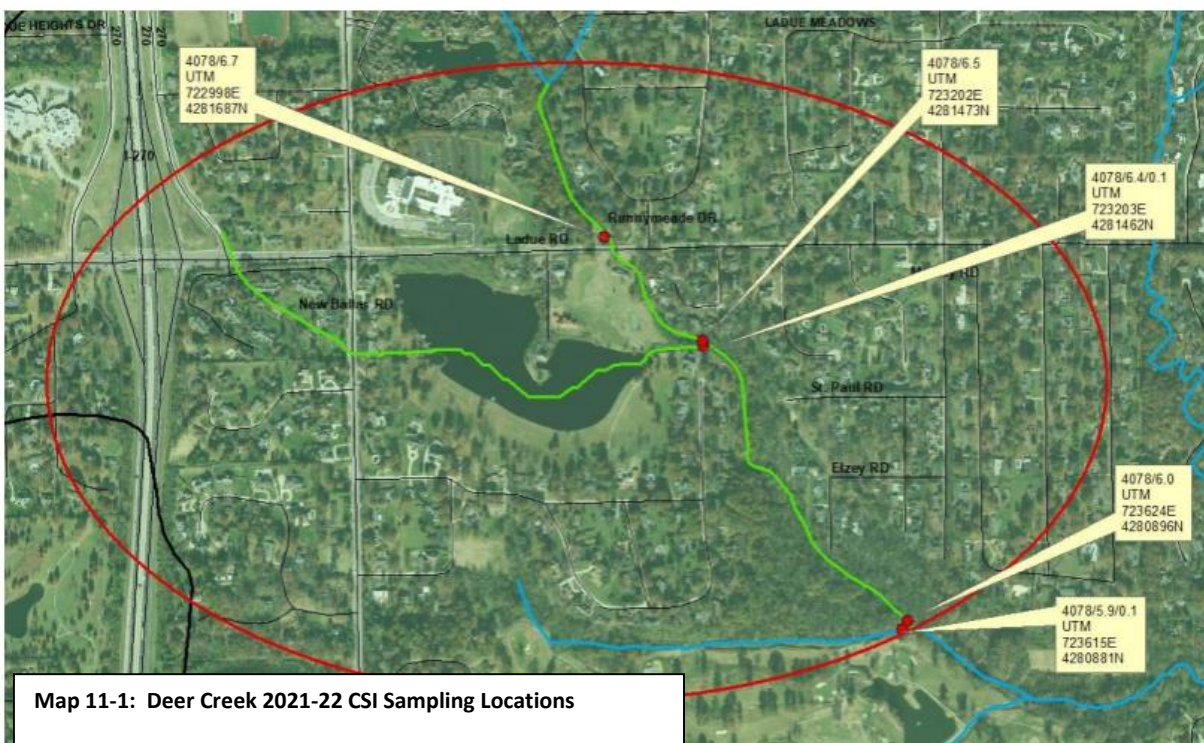 LADUE MEADOWS
270
270
270
4078/6.7
UTM
722998E
4281687N
4078/6.5
UTM
723202E
4281473N
I-270
4078/6.4/0.1
UTM
723203E
4281462N
Runnymeade DR
Ladue RD
New Ballas RD
St. Paul RD
Elzey RD
4078/6.0
UTM
723624E
4280896N
4078/5.9/0.1
UTM
723615E
4280881N
Map 11-1: Deer Creek 2021-22 CSI Sampling Locations